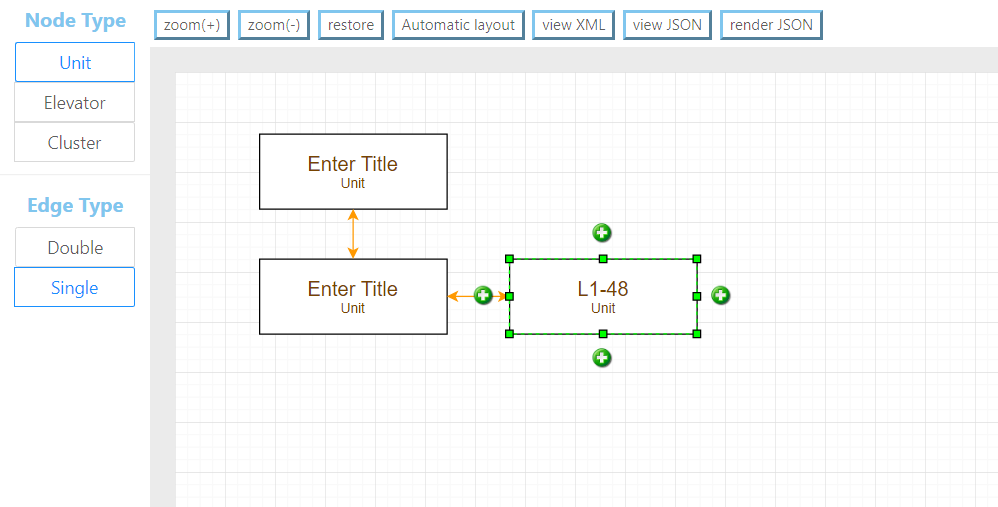 Node Type
Unit
Elevator
Cluster
Edge Type
Double
Single
zoom(+) zoom(-) restore Automatic layout view XML view JSON render JSON
Enter Title
Unit
Enter Title
Unit
L1-48
Unit